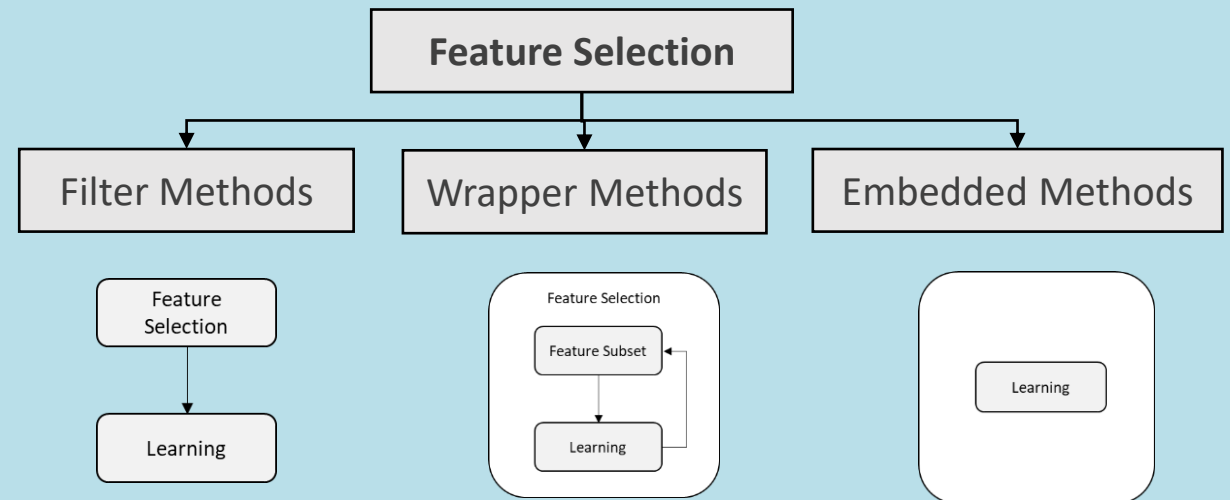 Feature Selection
Filter Methods
Wrapper Methods
Embedded Methods
Feature
Selection
Learning
Feature Selection
Feature Subset
Learning
Learning